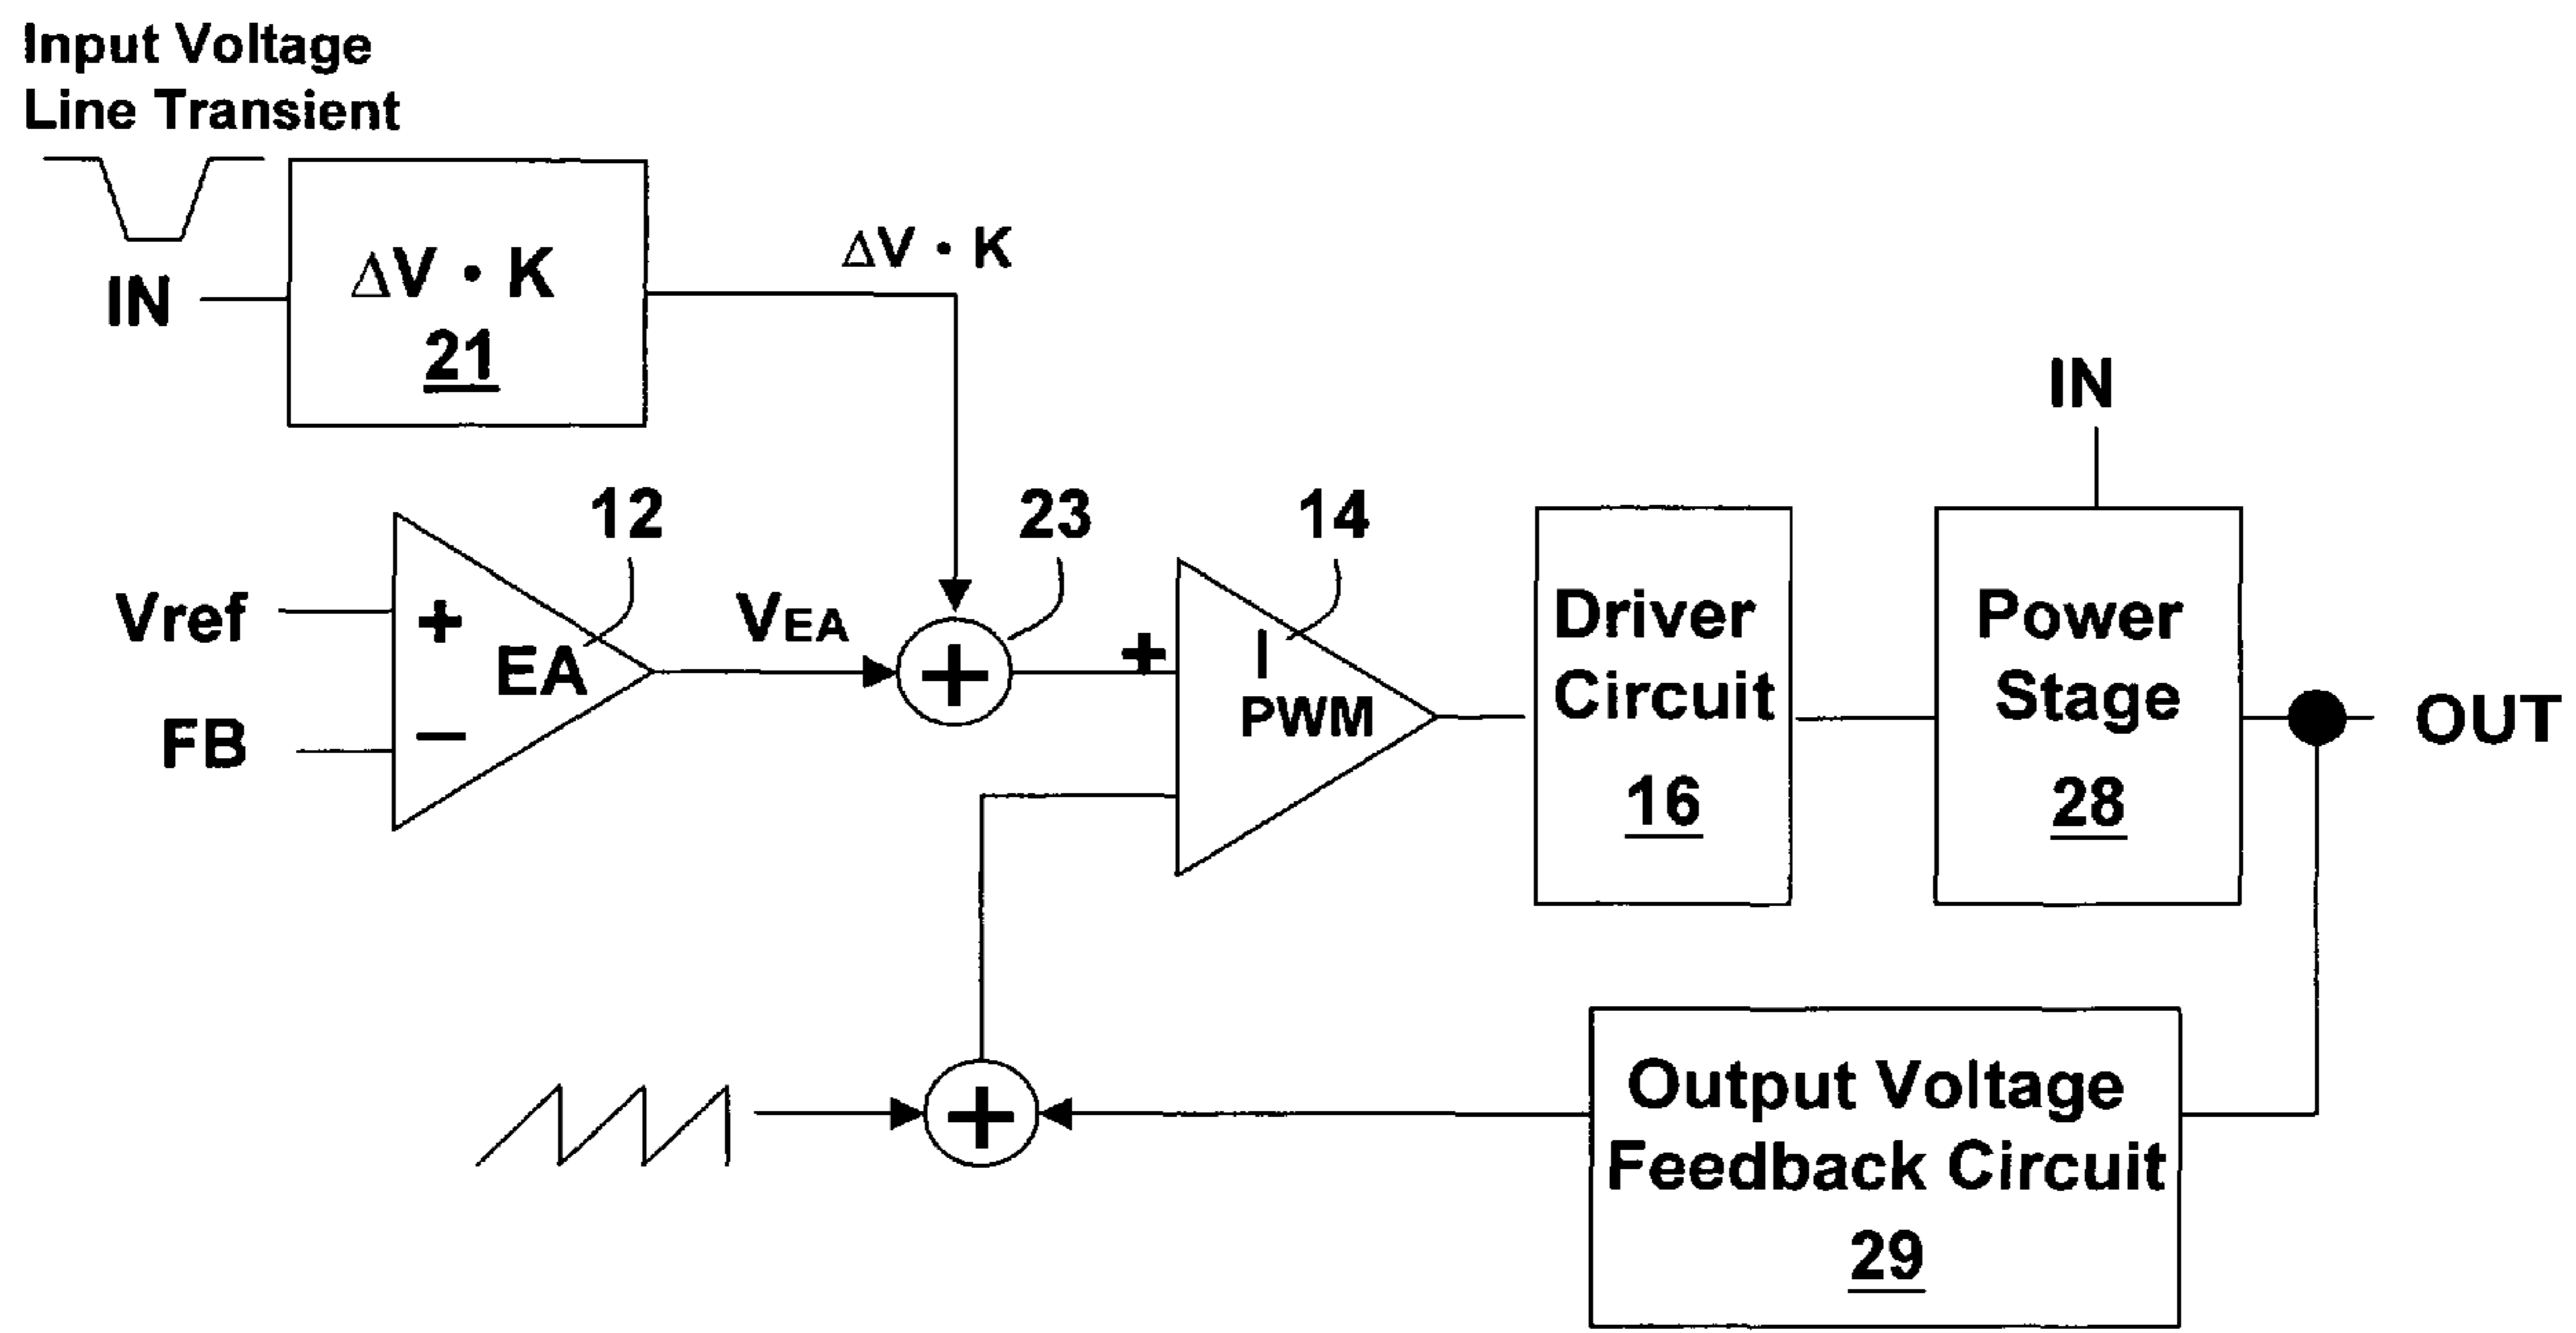 Input Voltage
Line Transient
IN
ΔV • K
21
ΔV • K
IN
12
23
14
Vref
+
EA
FB
−
VEA
+
+
I
PWM
Driver
Circuit
16
Power
Stage
28
OUT
+
Output Voltage
Feedback Circuit
29